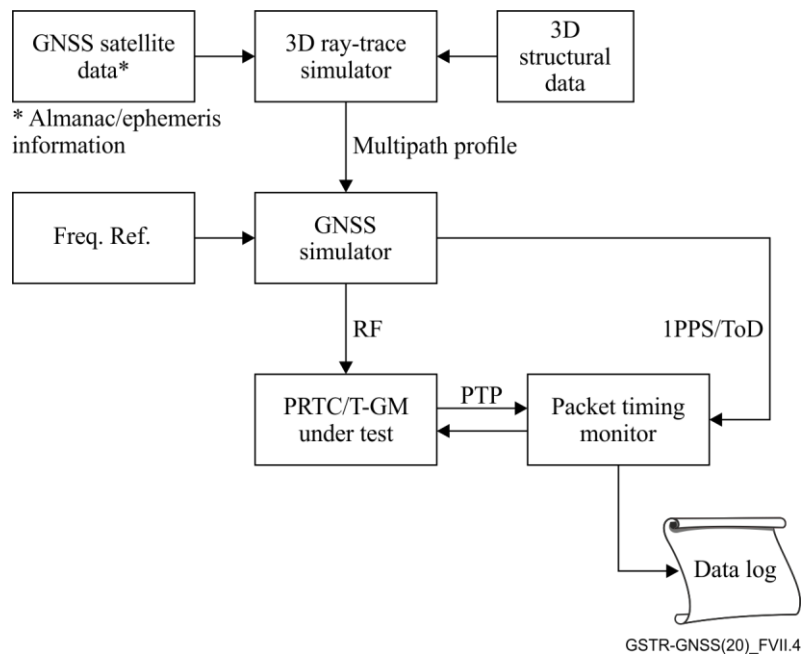 GNSS satellite
data*
3D ray-trace
simulator
3D
structural
data
* Almanac/ephemeris
information
Multipath profile
Freq. Ref.
GNSS
simulator
RF
1PPS/ToD
PRTC/T-GM
under test
PTP
Packet timing
monitor
Data log
GSTR-GNSS(20)_FVII.4